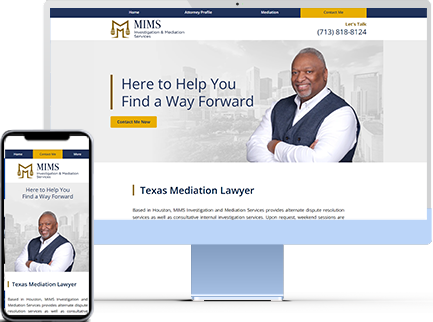 Home Attorney Profile Mediation Contact Me
MIMS
Investigation & Mediation
Services
Let's Talk
(713) 818-8124
Here to Help You
Find a Way Forward
Contact Me Now
Texas Mediation Lawyer
Based in Houston, MIMS Investigation and Mediation Services provides alternate dispute resolution
services as well as consultative internal investigation services. Upon request, weekend sessions are
Home Contact Me More
MIMS
Investigation & Mediation
Services
Here to Help You
Find a Way Forward
Texas Mediation Lawyer
Based in Houston, MIMS Investigation and
Mediation Services provides alternate dispute
resolution services as well as consultative